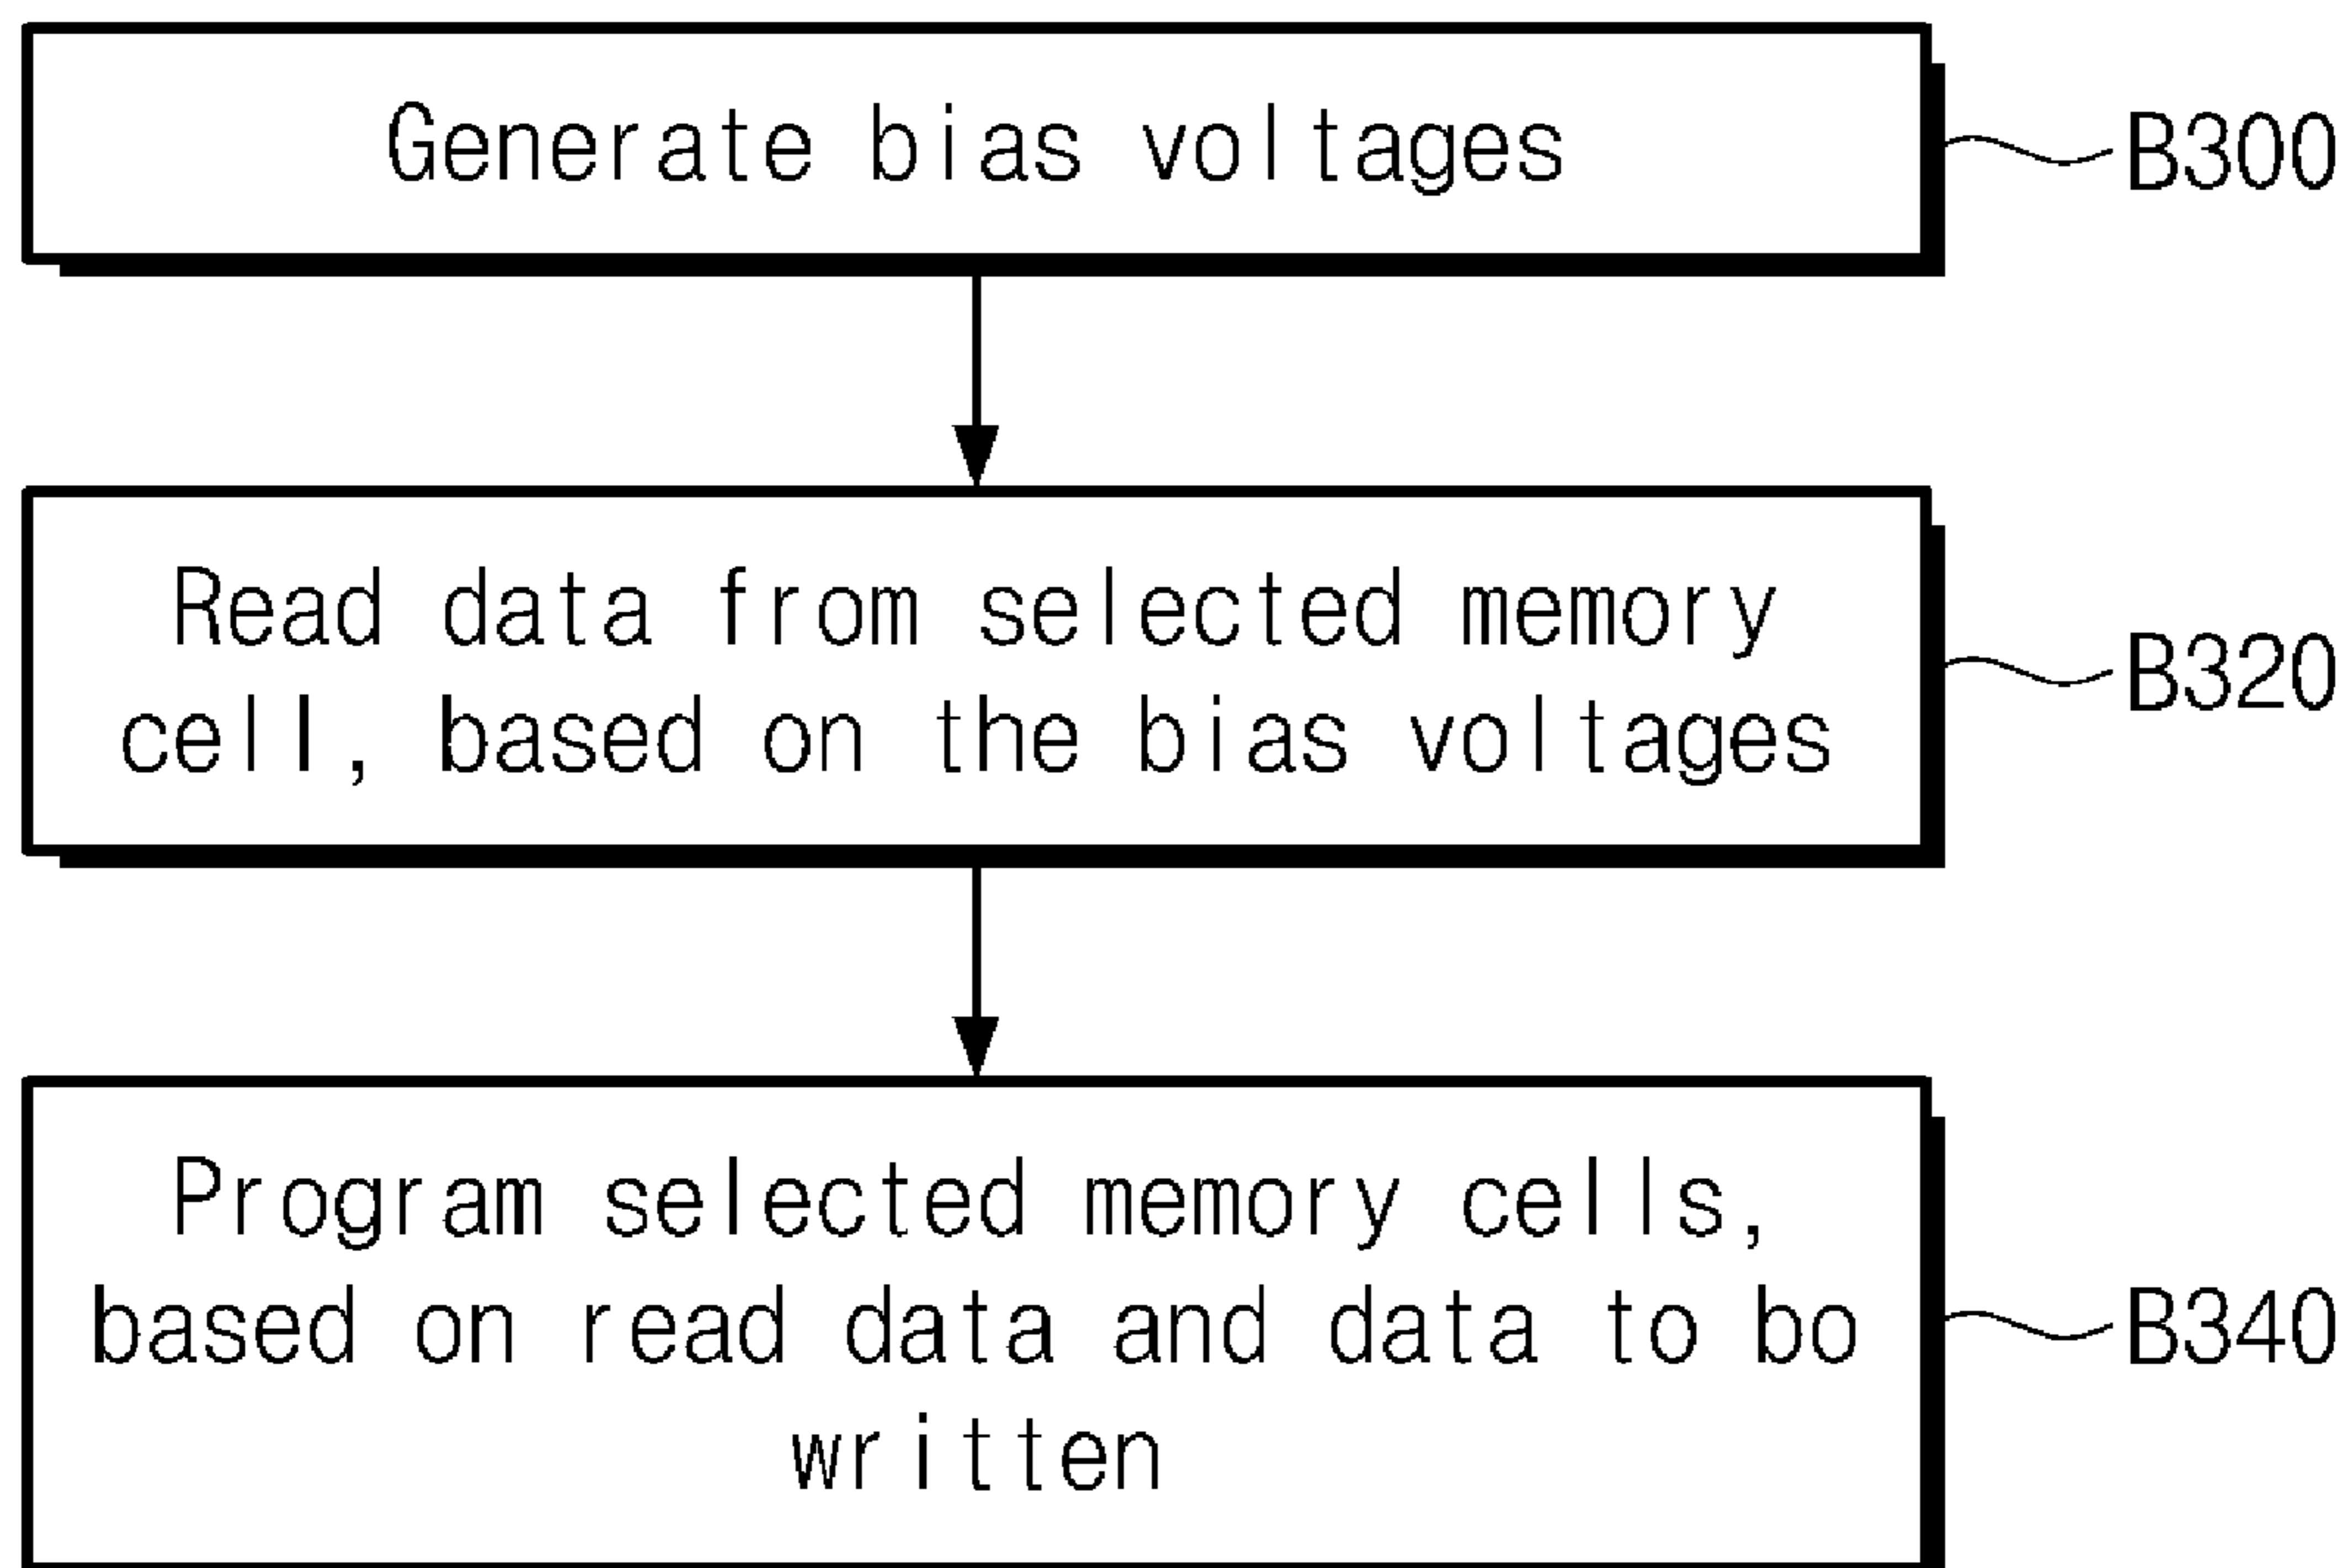 Generate bias voltages
B300
Read data from selected memory
cell, based on the bias voltages
B320
Program selected memory cells,
based on read data and data to bo
written
B340